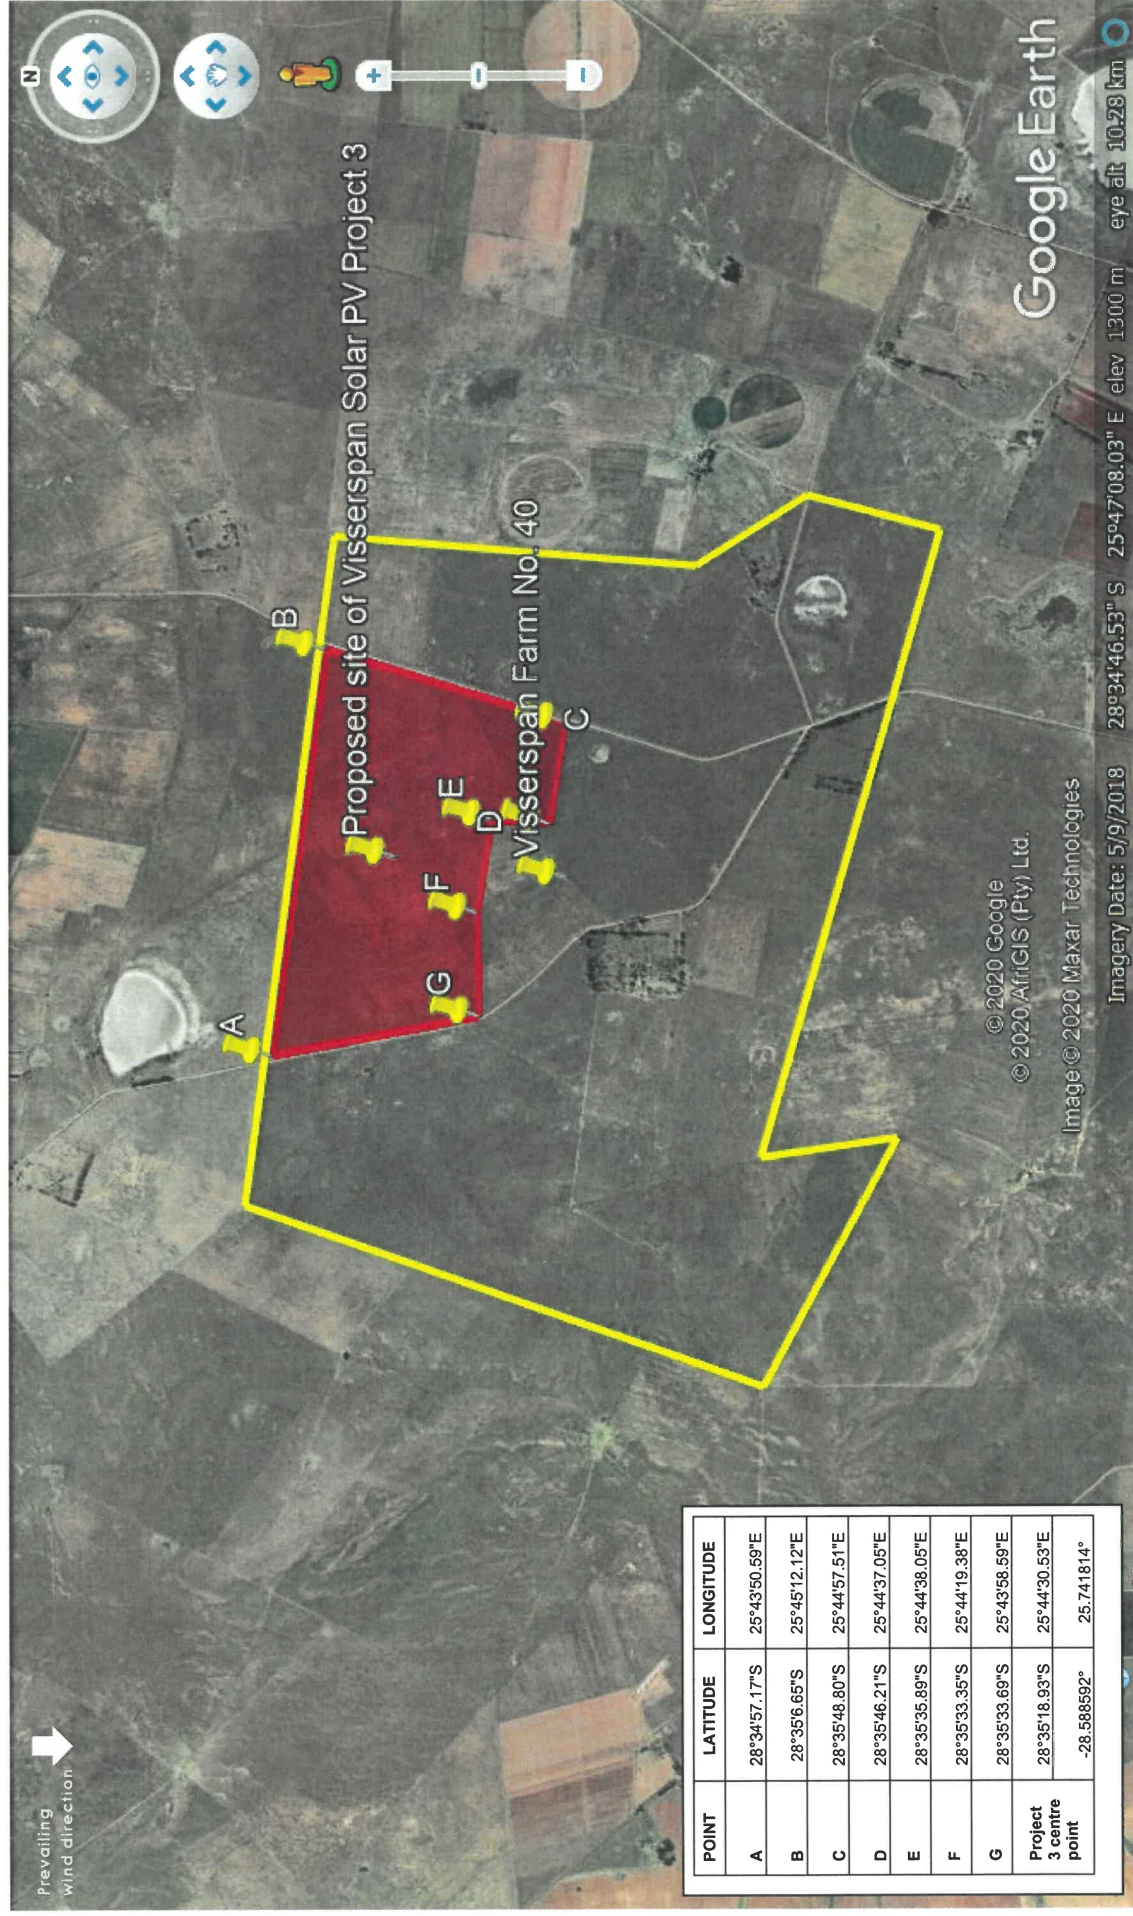 Prevailing
wind direction
N
A
B
Proposed site of Visserspan Solar PV Project 3
G
F
E
D
Visserspan Farm No. 40
C
POINT LATITUDE LONGITUDE
A 28°34'57.17"S 25°43'50.59"E
B 28°35'6.65"S 25°45'12.12"E
C 28°35'48.80"S 25°44'57.51"E
D 28°35'46.21"S 25°44'37.05"E
E 28°35'35.89"S 25°44'38.05"E
F 28°35'33.35"S 25°44'19.38"E
G 28°35'33.69"S 25°43'58.59"E
Project
3 centre
point
28°35'18.93"S 25°44'30.53"E
-28.588592° 25.741814°
© 2020 Google
© 2020 AfriGIS (Pty) Ltd.
Image © 2020 Maxar Technologies
Google Earth
Imagery Date: 5/9/2018 28°34'46.53" S 25°47'08.03" E elev 1300 m eye alt 10.28 km